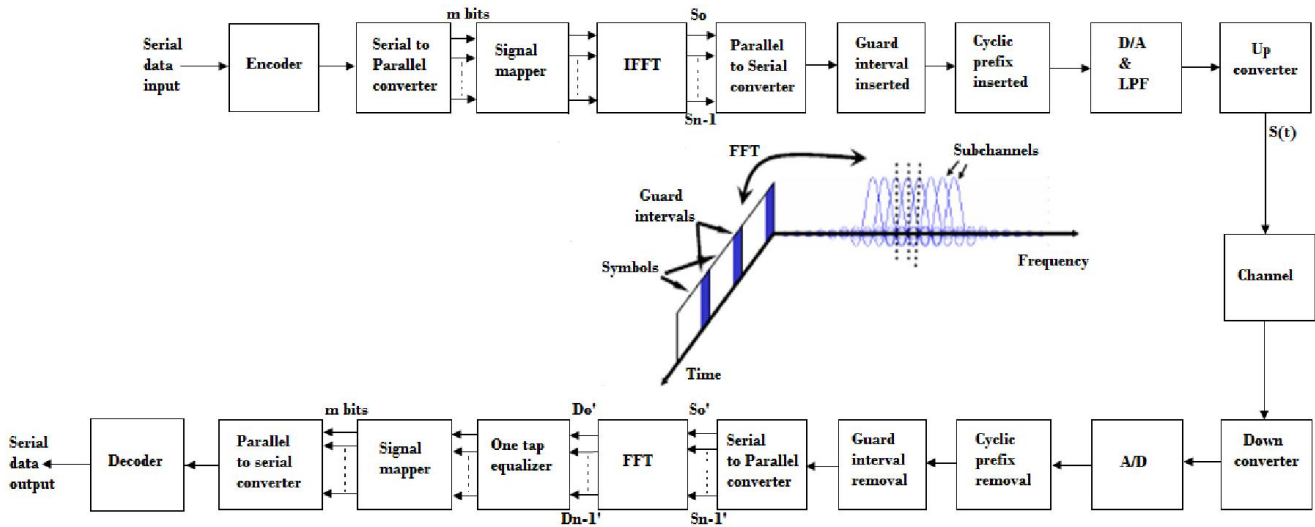 m bits
So
Serial
data
input
Encoder
Serial to
Parallel
converter
Signal
mapper
IFFT
Parallel
to Serial
converter
Guard
interval
inserted
Cyclic
prefix
inserted
D/A
&
LPF
Up
converter
Sn-1
S(t)
FFT
Subchannels
Guard
intervals
Symbols
Frequency
Time
Channel
m bits
Do'
So'
Serial
data
output
Decoder
Parallel
to serial
converter
Signal
mapper
One tap
equalizer
FFT
Serial
to Parallel
converter
Guard
interval
removal
Cyclic
prefix
removal
A/D
Down
converter
Dn-1'
Sn-1'